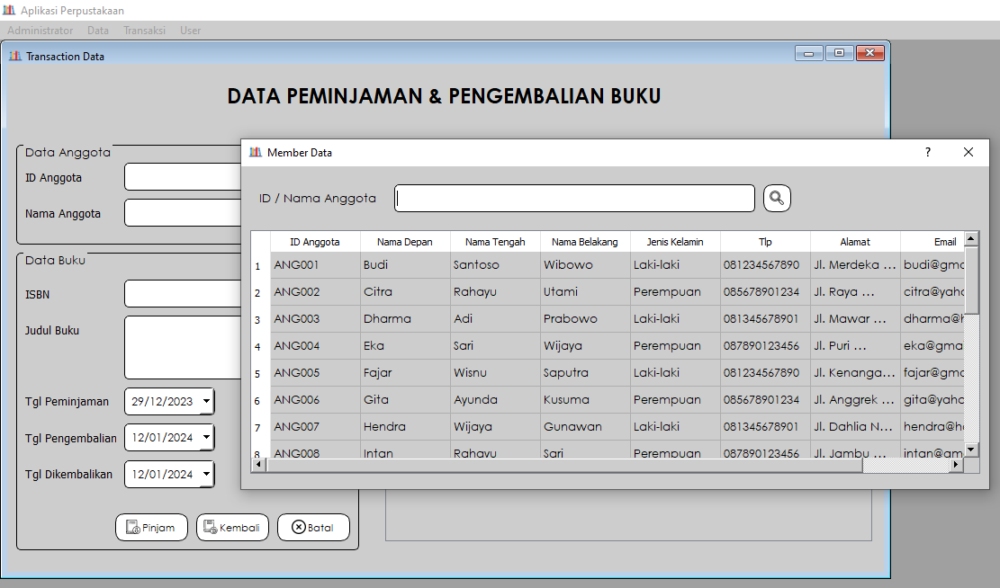 Aplikasi Perpustakaan
Administrator Data Transaksi User
Transaction Data
DATA PEMINJAMAN & PENGEMBALIAN BUKU
Data Anggota
ID Anggota
Nama Anggota
Data Buku
ISBN
Judul Buku
Tgl Peminjaman 29/12/2023
Tgl Pengembalian 12/01/2024
Tgl Dikembalikan 12/01/2024
Pinjam Kembali Batal
Member Data ?
ID / Nama Anggota
ID Anggota Nama Depan Nama Tengah Nama Belakang Jenis Kelamin Tlp Alamat Email
1 ANG001 Budi Santoso Wibowo Laki-laki 081234567890 Jl. Merdeka ... budi@gmc
2 ANG002 Citra Rahayu Utami Perempuan 085678901234 Jl. Raya ... citra@yahc
3 ANG003 Dharma Adi Prabowo Laki-laki 081345678901 Jl. Mawar ... dharma@h
4 ANG004 Eka Sari Wijaya Perempuan 087890123456 Jl. Puri ... eka@gma
5 ANG005 Fajar Wisnu Saputra Laki-laki 081234567890 Jl. Kenanga... fajar@gmc
6 ANG006 Gita Ayunda Kusuma Perempuan 085678901234 Jl. Anggrek ... gita@yahc
7 ANG007 Hendra Wijaya Gunawan Laki-laki 081345678901 Jl. Dahlia N... hendra@h
8 ANG008 Intan Rahayu Sari Perempuan 087890123456 Jl. Jambu ... intan@gm